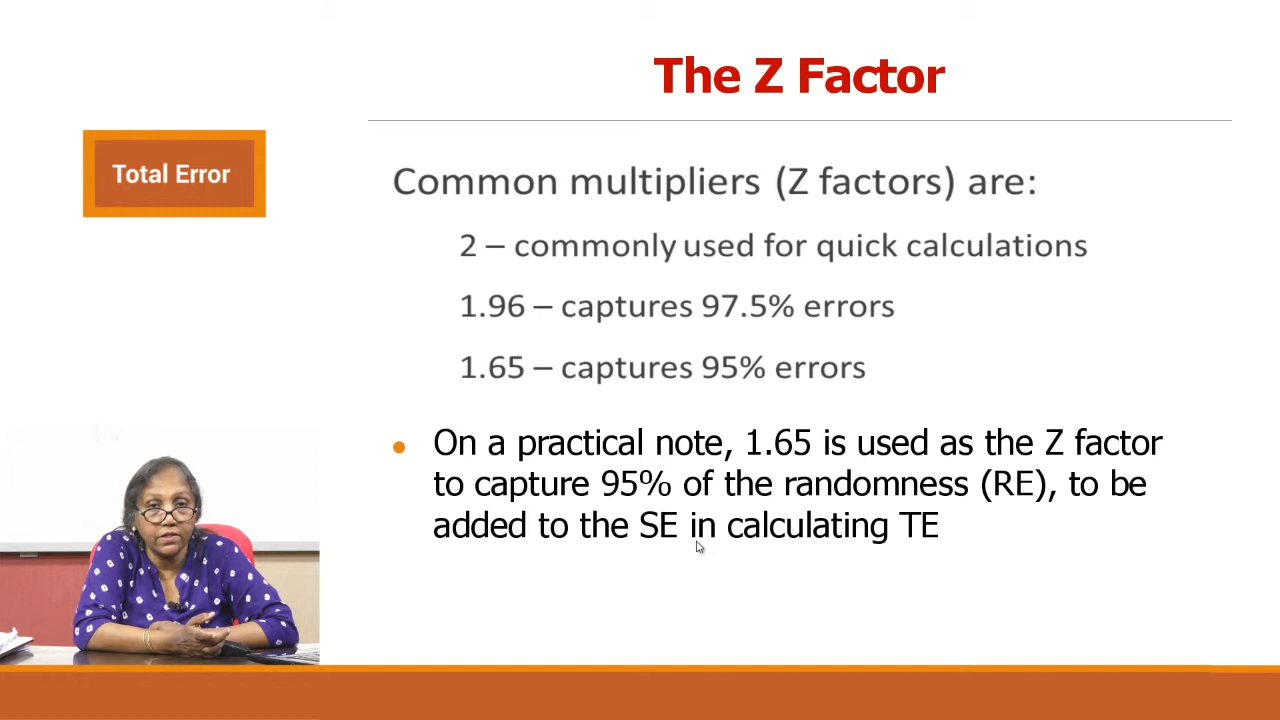 The Z Factor
Total Error
Common multipliers (Z factors) are:
2 – commonly used for quick calculations
1.96 – captures 97.5% errors
1.65 – captures 95% errors
• On a practical note, 1.65 is used as the Z factor
to capture 95% of the randomness (RE), to be
added to the SE in calculating TE